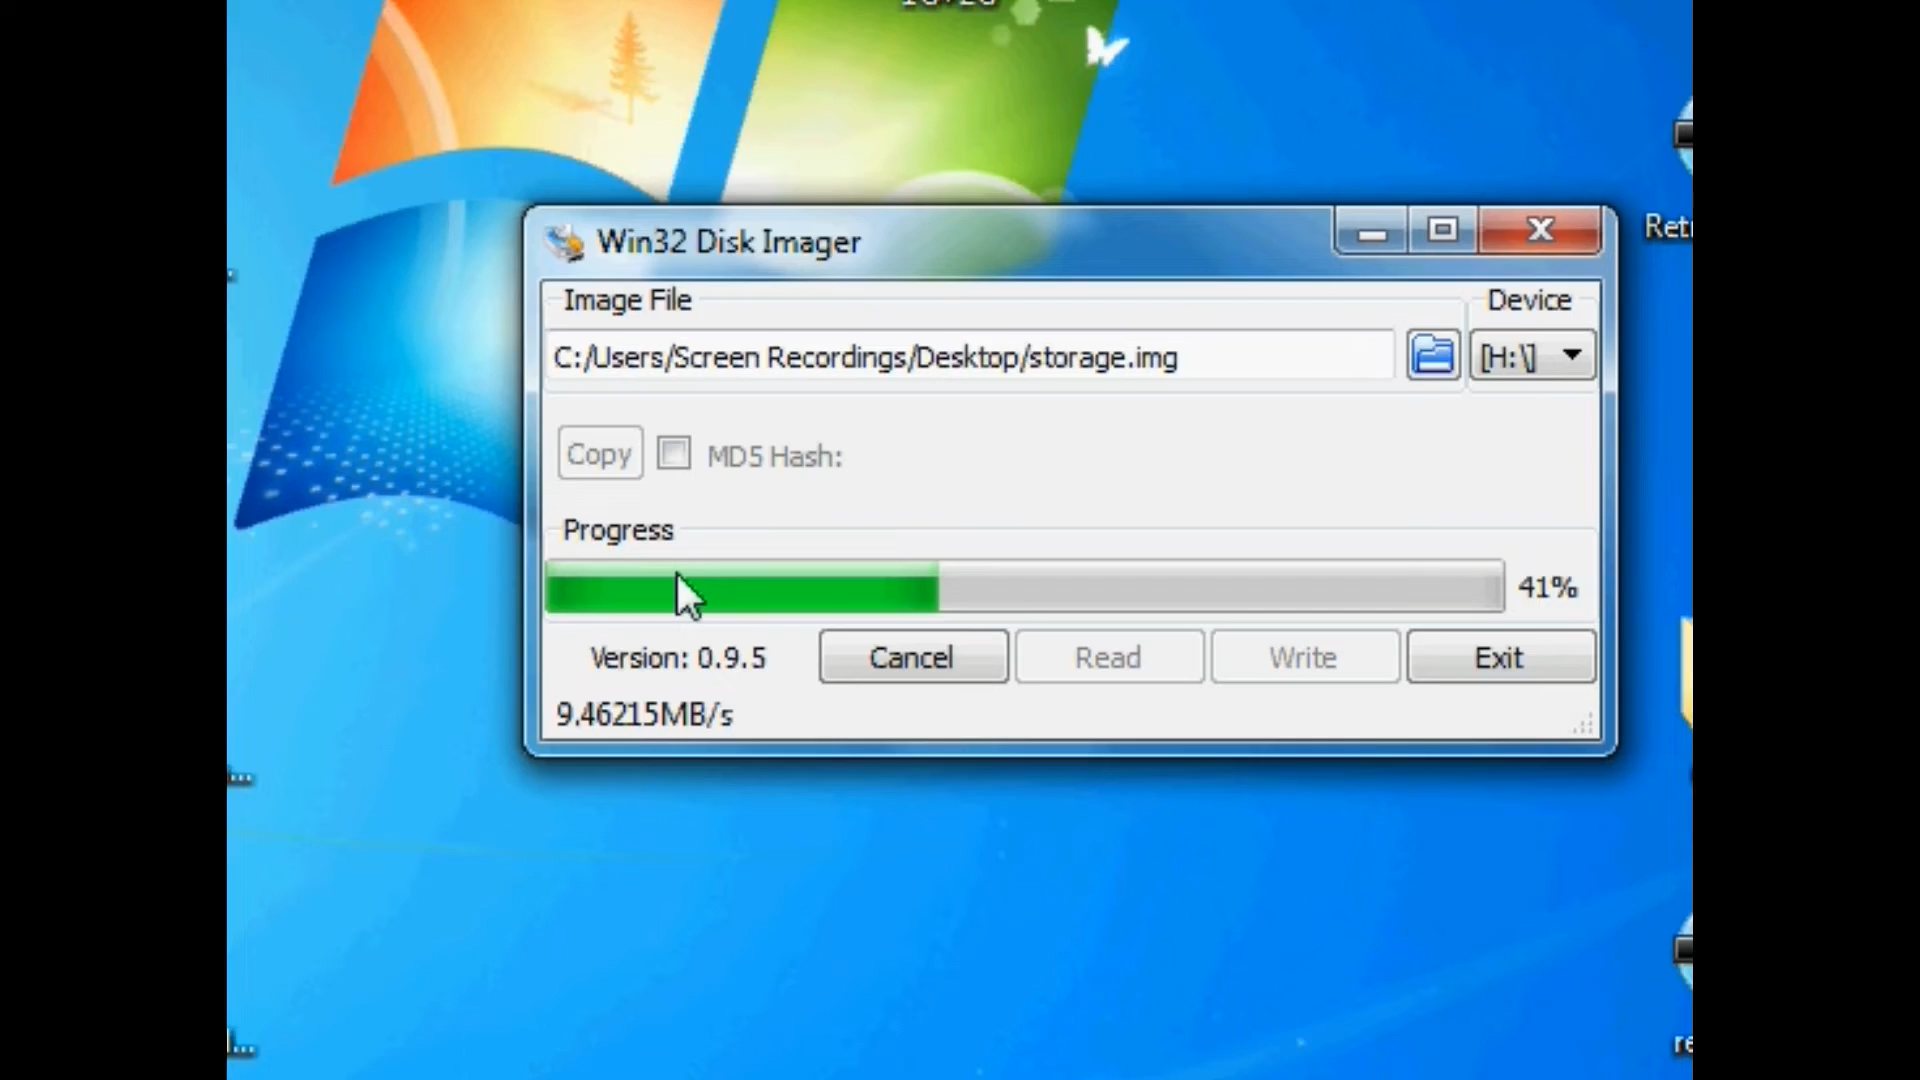 Win32 Disk Imager
Image File
Device
C:/Users/Screen Recordings/Desktop/storage.img
[H:\]
Copy
MD5 Hash:
Progress
41%
Version: 0.9.5
Cancel
Read
Write
Exit
9.46215MB/s